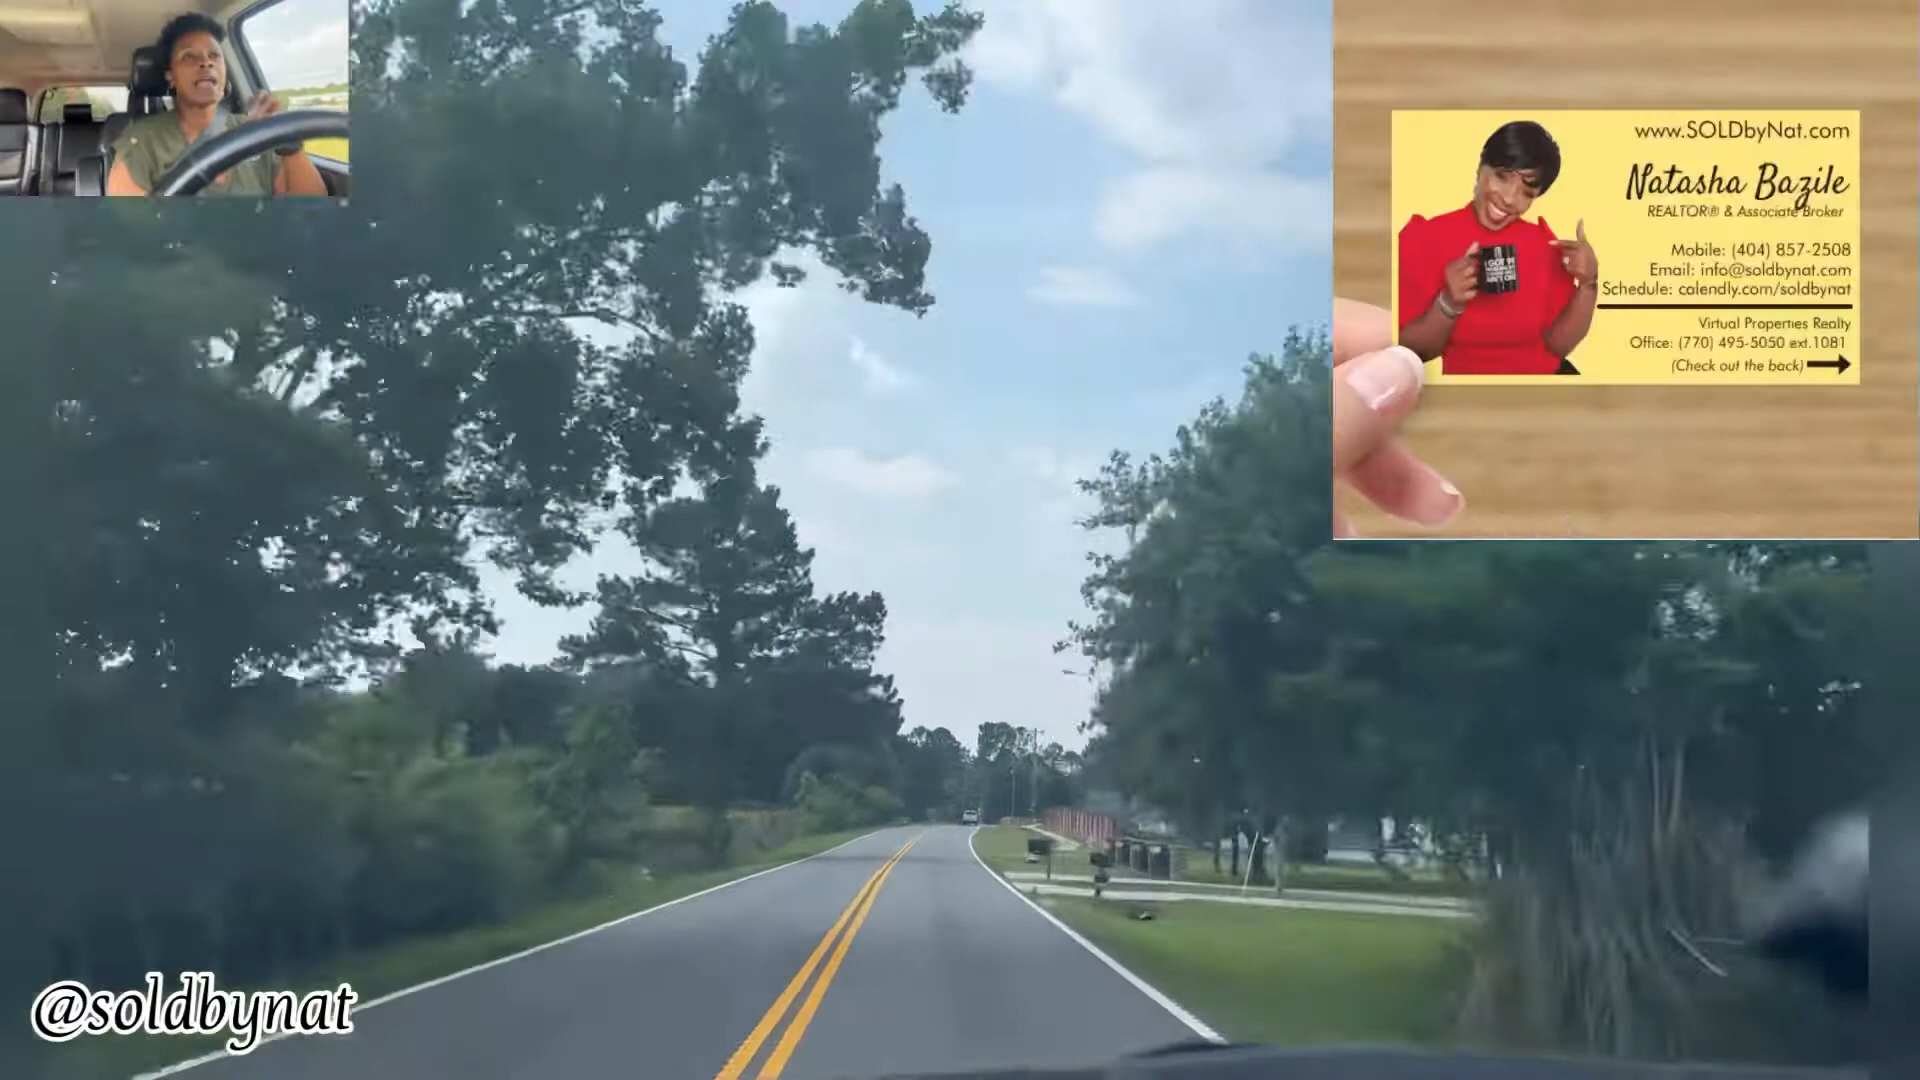 www.SOLDbyNat.com
Natasha Bazile
REALTOR® & Associate Broker
Mobile: (404) 857-2508
Email: info@soldbynat.com
Schedule: calendly.com/soldbynat
Virtual Properties Realty
Office: (770) 495-5050 ext.1081
(Check out the back)
@soldbynat